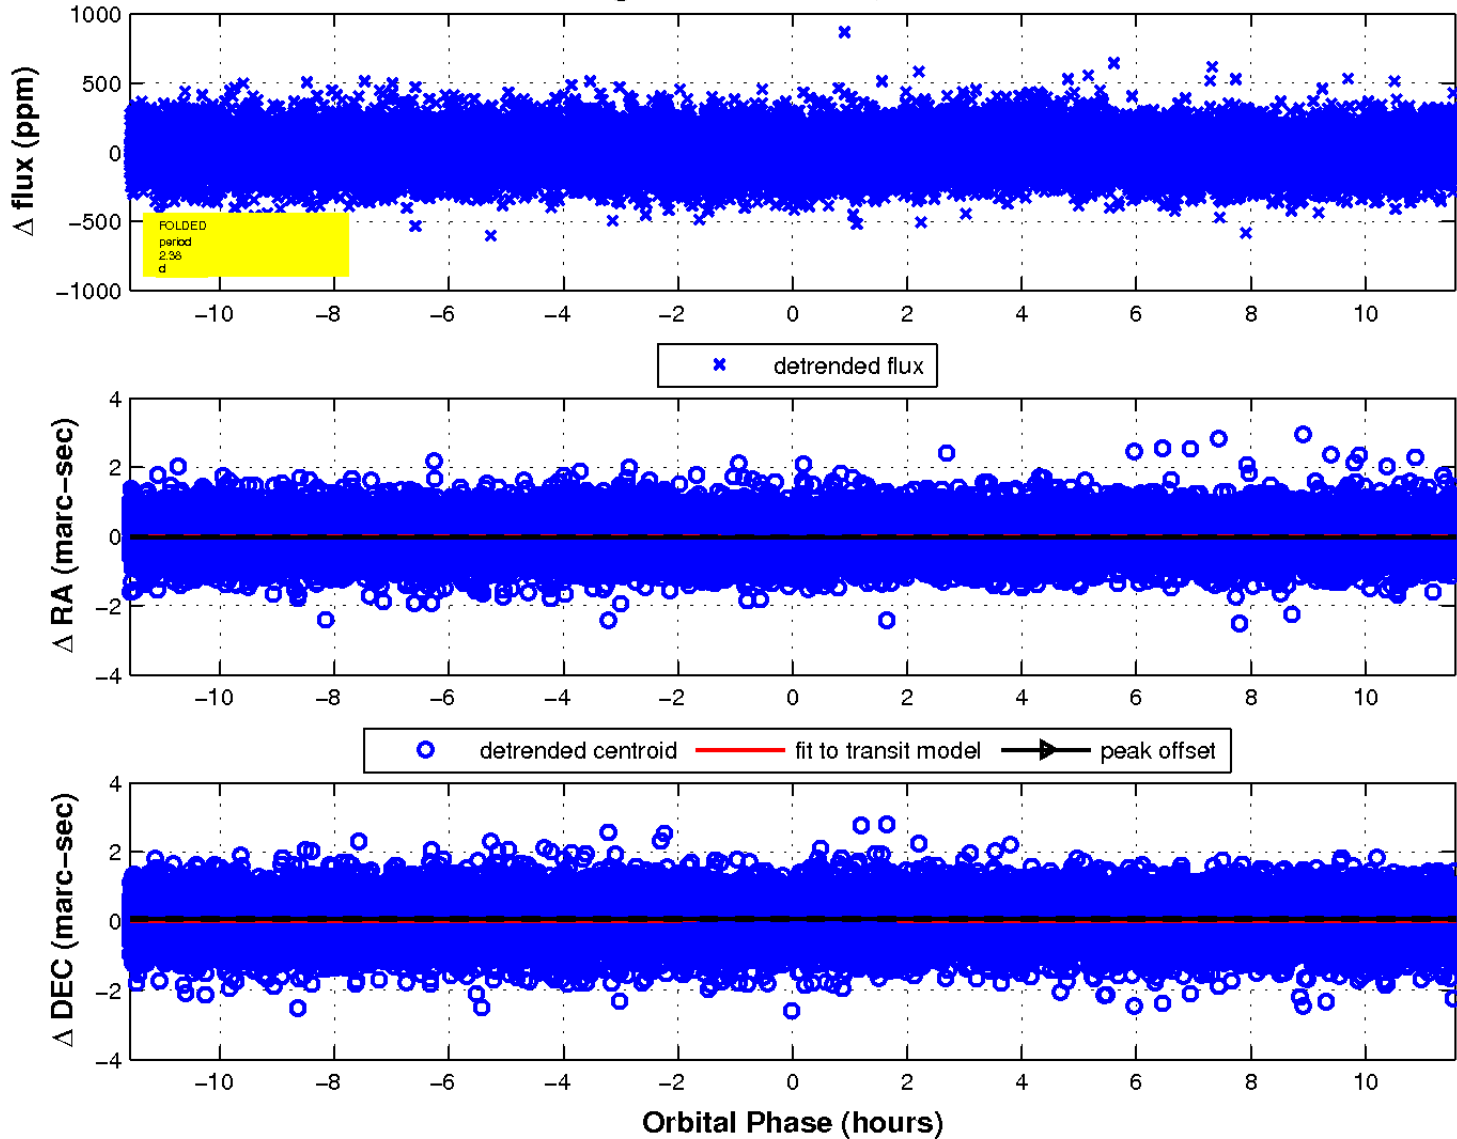 1000
500
0
−500
−1000
Δ flux (ppm)
FOLDED
period
2.38
d
−10 −8 −6 −4 −2 0 2 4 6 8 10
detrended flux
4
2
0
−2
−4
Δ RA (marc−sec)
−10 −8 −6 −4 −2 0 2 4 6 8 10
detrended centroid fit to transit model peak offset
4
2
0
−2
−4
Δ DEC (marc−sec)
−10 −8 −6 −4 −2 0 2 4 6 8 10
Orbital Phase (hours)